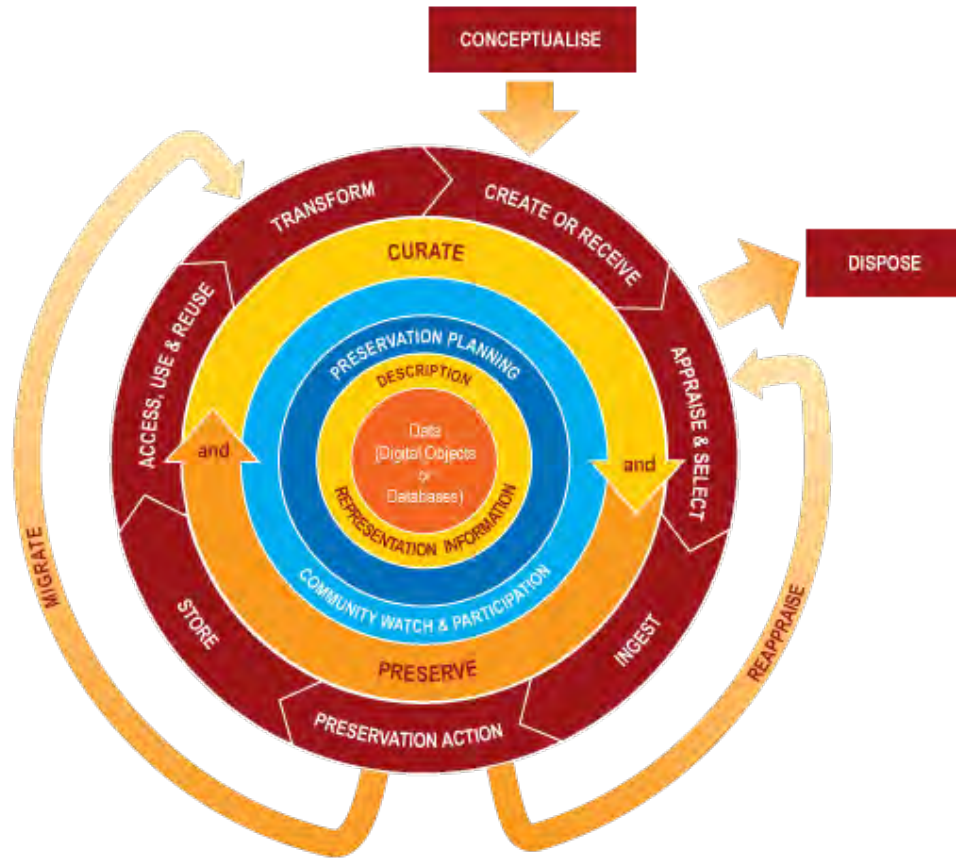 CONCEPTUALISE
DISPOSE
TRANSFORM
CREATE OR RECEIVE
APPRAISE & SELECT
INGEST
PRESERVATION ACTION
STORE
ACCESS, USE & REUSE
CURATE
and
PRESERVE
and
COMMUNITY WATCH & PARTICIPATION
PRESERVATION PLANNING
DESCRIPTION
REPRESENTATION INFORMATION
Data
(Digital Objects
or
Databases)
MIGRATE
REAPPRAISE